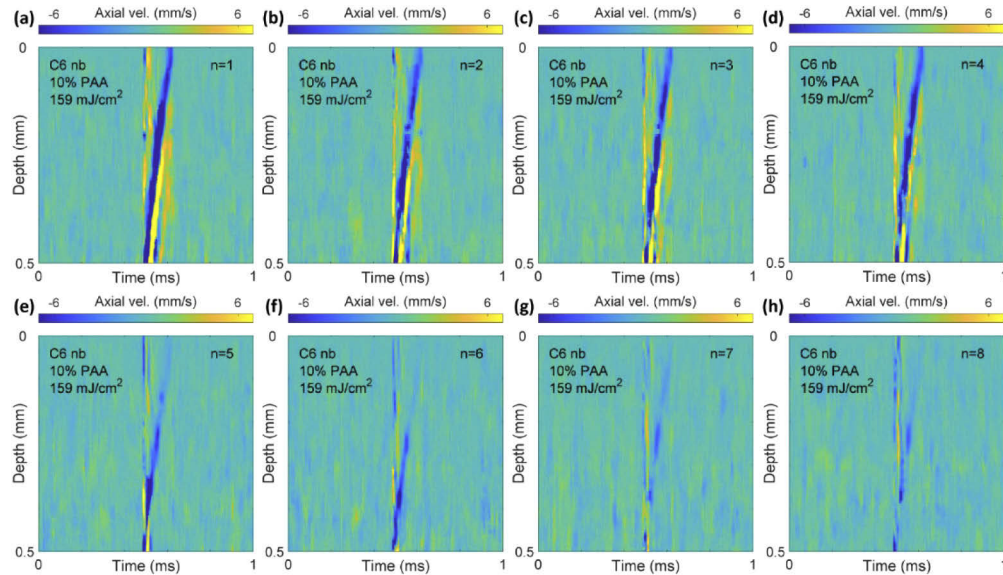 (a) Axial vel. (mm/s)
-6 6
0
C6 nb n=1
10% PAA
159 mJ/cm2
Depth (mm)
0.5
0 Time (ms) 1
(b) Axial vel. (mm/s)
-6 6
0
C6 nb n=2
10% PAA
159 mJ/cm2
Depth (mm)
0.5
0 Time (ms) 1
(c) Axial vel. (mm/s)
-6 6
0
C6 nb n=3
10% PAA
159 mJ/cm2
Depth (mm)
0.5
0 Time (ms) 1
(d) Axial vel. (mm/s)
-6 6
0
C6 nb n=4
10% PAA
159 mJ/cm2
Depth (mm)
0.5
0 Time (ms) 1
(e) Axial vel. (mm/s)
-6 6
0
C6 nb n=5
10% PAA
159 mJ/cm2
Depth (mm)
0.5
0 Time (ms) 1
(f) Axial vel. (mm/s)
-6 6
0
C6 nb n=6
10% PAA
159 mJ/cm2
Depth (mm)
0.5
0 Time (ms) 1
(g) Axial vel. (mm/s)
-6 6
0
C6 nb n=7
10% PAA
159 mJ/cm2
Depth (mm)
0.5
0 Time (ms) 1
(h) Axial vel. (mm/s)
-6 6
0
C6 nb n=8
10% PAA
159 mJ/cm2
Depth (mm)
0.5
0 Time (ms) 1